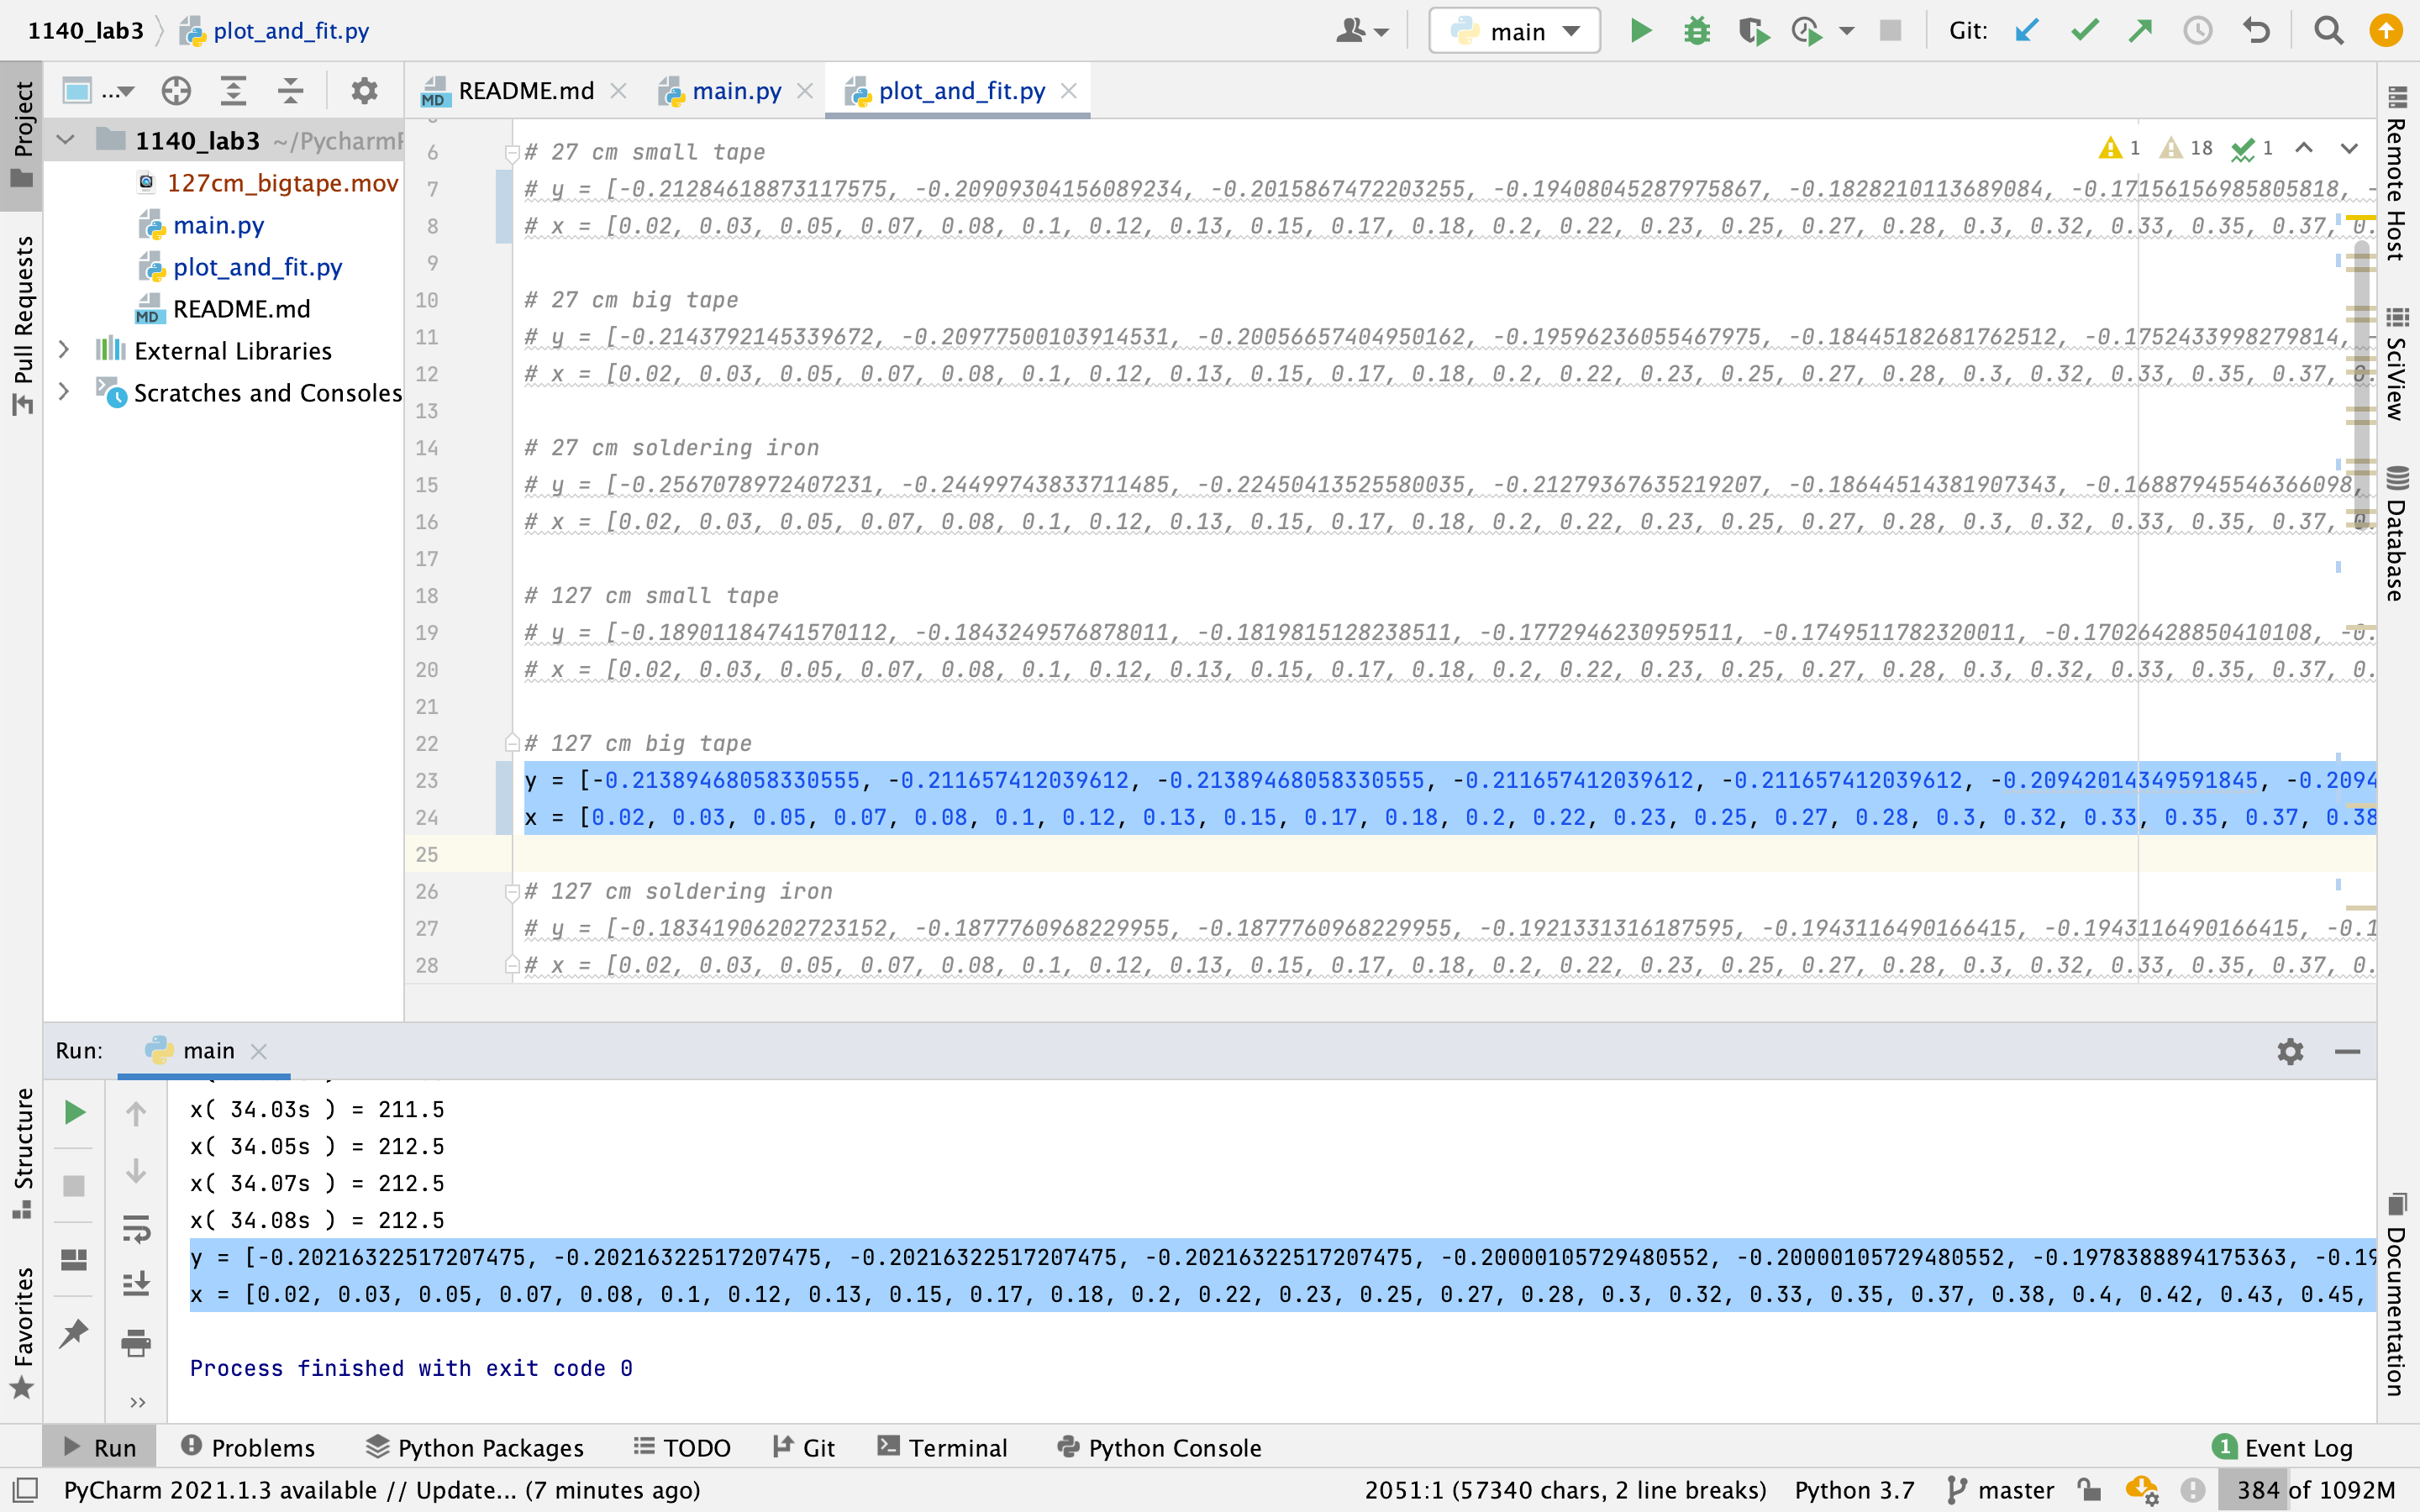 1140_lab3 plot_and_fit.py main Git:
Project
Pull Requests
Structure
Favorites
...
1140_lab3 ~/PycharmP
127cm_bigtape.mov
main.py
plot_and_fit.py
README.md
External Libraries
Scratches and Consoles
README.md main.py plot_and_fit.py
1 18 1
6 # 27 cm small tape
7 # y = [-0.21284618873117575, -0.20909304156089234, -0.2015867472203255, -0.19408045287975867, -0.1828210113689084, -0.17156156985805818, -
8 # x = [0.02, 0.03, 0.05, 0.07, 0.08, 0.1, 0.12, 0.13, 0.15, 0.17, 0.18, 0.2, 0.22, 0.23, 0.25, 0.27, 0.28, 0.3, 0.32, 0.33, 0.35, 0.37, 0.
9
10 # 27 cm big tape
11 # y = [-0.2143792145339672, -0.20977500103914531, -0.20056657404950162, -0.19596236055467975, -0.18445182681762512, -0.1752433998279814, -
12 # x = [0.02, 0.03, 0.05, 0.07, 0.08, 0.1, 0.12, 0.13, 0.15, 0.17, 0.18, 0.2, 0.22, 0.23, 0.25, 0.27, 0.28, 0.3, 0.32, 0.33, 0.35, 0.37, 0.
13
14 # 27 cm soldering iron
15 # y = [-0.2567078972407231, -0.24499743833711485, -0.22450413525580035, -0.21279367635219207, -0.18644514381907343, -0.16887945546366098,
16 # x = [0.02, 0.03, 0.05, 0.07, 0.08, 0.1, 0.12, 0.13, 0.15, 0.17, 0.18, 0.2, 0.22, 0.23, 0.25, 0.27, 0.28, 0.3, 0.32, 0.33, 0.35, 0.37, 0.
17
18 # 127 cm small tape
19 # y = [-0.18901184741570112, -0.1843249576878011, -0.1819815128238511, -0.1772946230959511, -0.1749511782320011, -0.17026428850410108, -0.
20 # x = [0.02, 0.03, 0.05, 0.07, 0.08, 0.1, 0.12, 0.13, 0.15, 0.17, 0.18, 0.2, 0.22, 0.23, 0.25, 0.27, 0.28, 0.3, 0.32, 0.33, 0.35, 0.37, 0.
21
22 # 127 cm big tape
23 y = [-0.21389468058330555, -0.211657412039612, -0.21389468058330555, -0.211657412039612, -0.211657412039612, -0.20942014349591845, -0.2094
24 x = [0.02, 0.03, 0.05, 0.07, 0.08, 0.1, 0.12, 0.13, 0.15, 0.17, 0.18, 0.2, 0.22, 0.23, 0.25, 0.27, 0.28, 0.3, 0.32, 0.33, 0.35, 0.37, 0.38
25
26 # 127 cm soldering iron
27 # y = [-0.18341906202723152, -0.1877760968229955, -0.1877760968229955, -0.1921331316187595, -0.1943116490166415, -0.1943116490166415, -0.1
28 # x = [0.02, 0.03, 0.05, 0.07, 0.08, 0.1, 0.12, 0.13, 0.15, 0.17, 0.18, 0.2, 0.22, 0.23, 0.25, 0.27, 0.28, 0.3, 0.32, 0.33, 0.35, 0.37, 0.
Remote Host
SciView
Database
Documentation
Run: main
x( 34.03s ) = 211.5
x( 34.05s ) = 212.5
x( 34.07s ) = 212.5
x( 34.08s ) = 212.5
y = [-0.20216322517207475, -0.20216322517207475, -0.20216322517207475, -0.20216322517207475, -0.20000105729480552, -0.20000105729480552, -0.1978388894175363, -0.19
x = [0.02, 0.03, 0.05, 0.07, 0.08, 0.1, 0.12, 0.13, 0.15, 0.17, 0.18, 0.2, 0.22, 0.23, 0.25, 0.27, 0.28, 0.3, 0.32, 0.33, 0.35, 0.37, 0.38, 0.4, 0.42, 0.43, 0.45,
Process finished with exit code 0
Run Problems Python Packages TODO Git Terminal Python Console 1 Event Log
PyCharm 2021.1.3 available // Update... (7 minutes ago) 2051:1 (57340 chars, 2 line breaks) Python 3.7 master 384 of 1092M